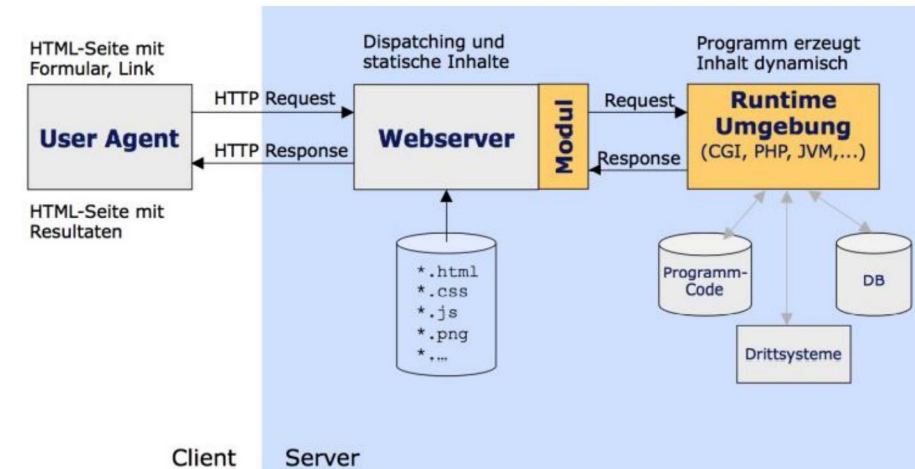 HTML-Seite mit
Formular, Link
Dispatching und
statische Inhalte
Programm erzeugt
Inhalt dynamisch
HTTP Request
Request
User Agent
Webserver
Modul
Runtime
Umgebung
(CGI, PHP, JVM,...)
HTTP Response
Response
HTML-Seite mit
Resultaten
*.html
*.css
*.js
*.png
*.…
Programm-
Code
DB
Drittsysteme
Client
Server